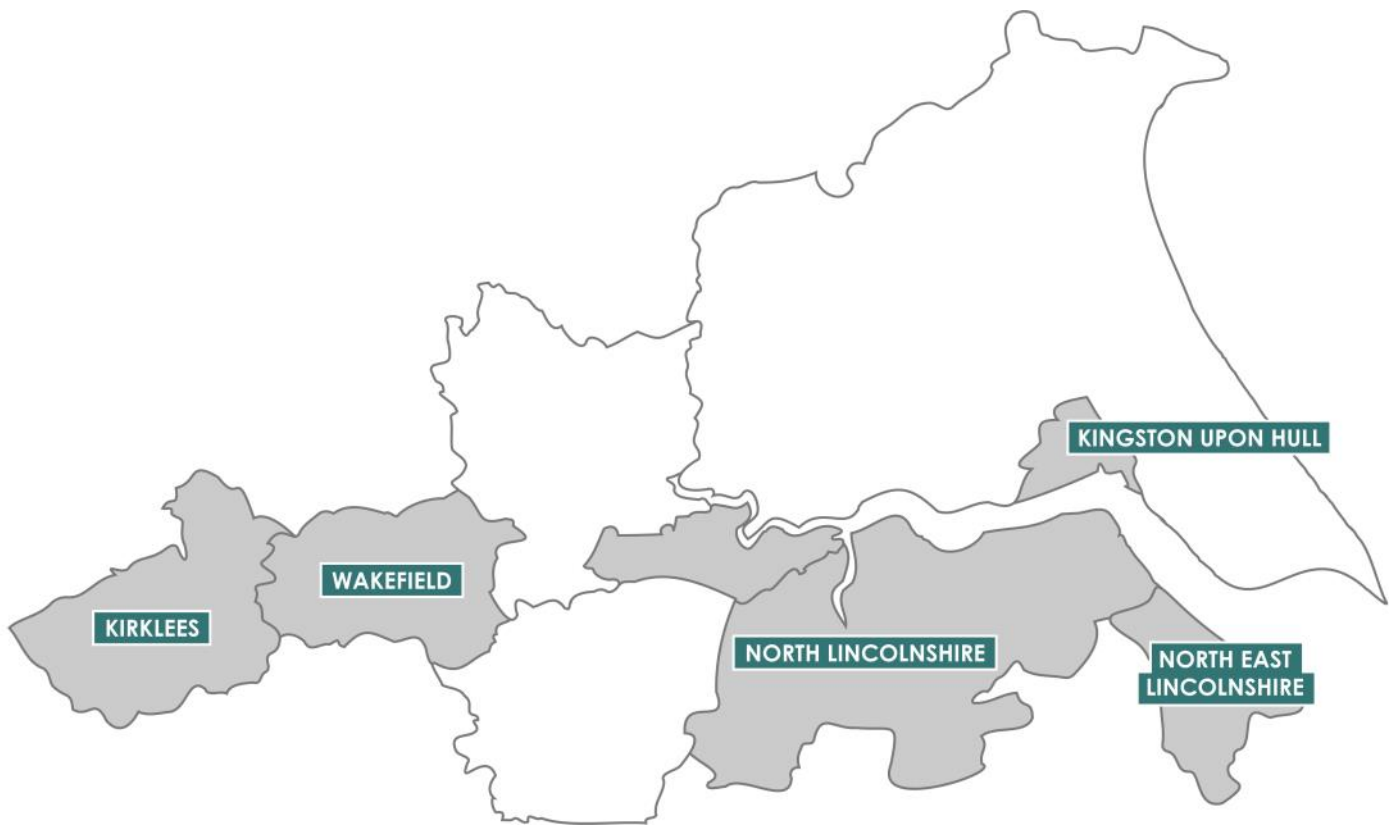 KINGSTON UPON HULL
WAKEFIELD
KIRKLEES
NORTH LINCOLNSHIRE
NORTH EAST
LINCOLNSHIRE